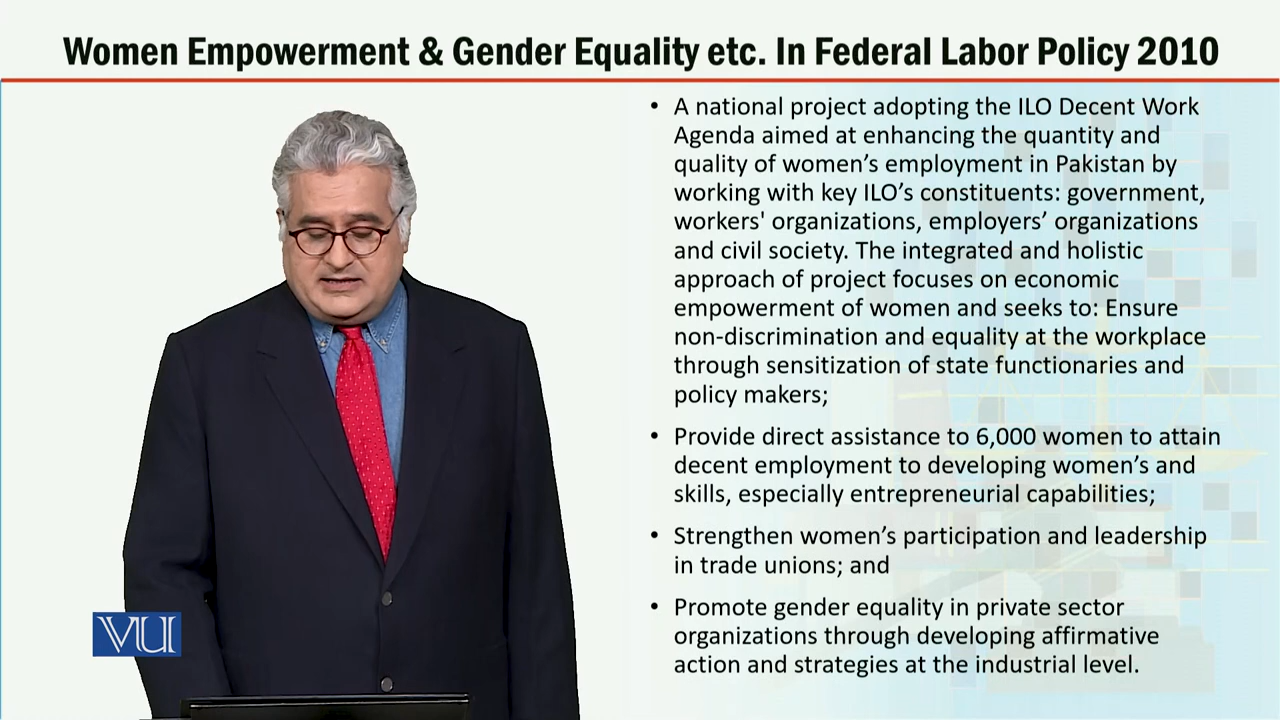 Women Empowerment & Gender Equality etc. In Federal Labor Policy 2010
• A national project adopting the ILO Decent Work
Agenda aimed at enhancing the quantity and
quality of women’s employment in Pakistan by
working with key ILO’s constituents: government,
workers' organizations, employers’ organizations
and civil society. The integrated and holistic
approach of project focuses on economic
empowerment of women and seeks to: Ensure
non-discrimination and equality at the workplace
through sensitization of state functionaries and
policy makers;
• Provide direct assistance to 6,000 women to attain
decent employment to developing women’s and
skills, especially entrepreneurial capabilities;
• Strengthen women’s participation and leadership
in trade unions; and
• Promote gender equality in private sector
organizations through developing affirmative
action and strategies at the industrial level.
VU